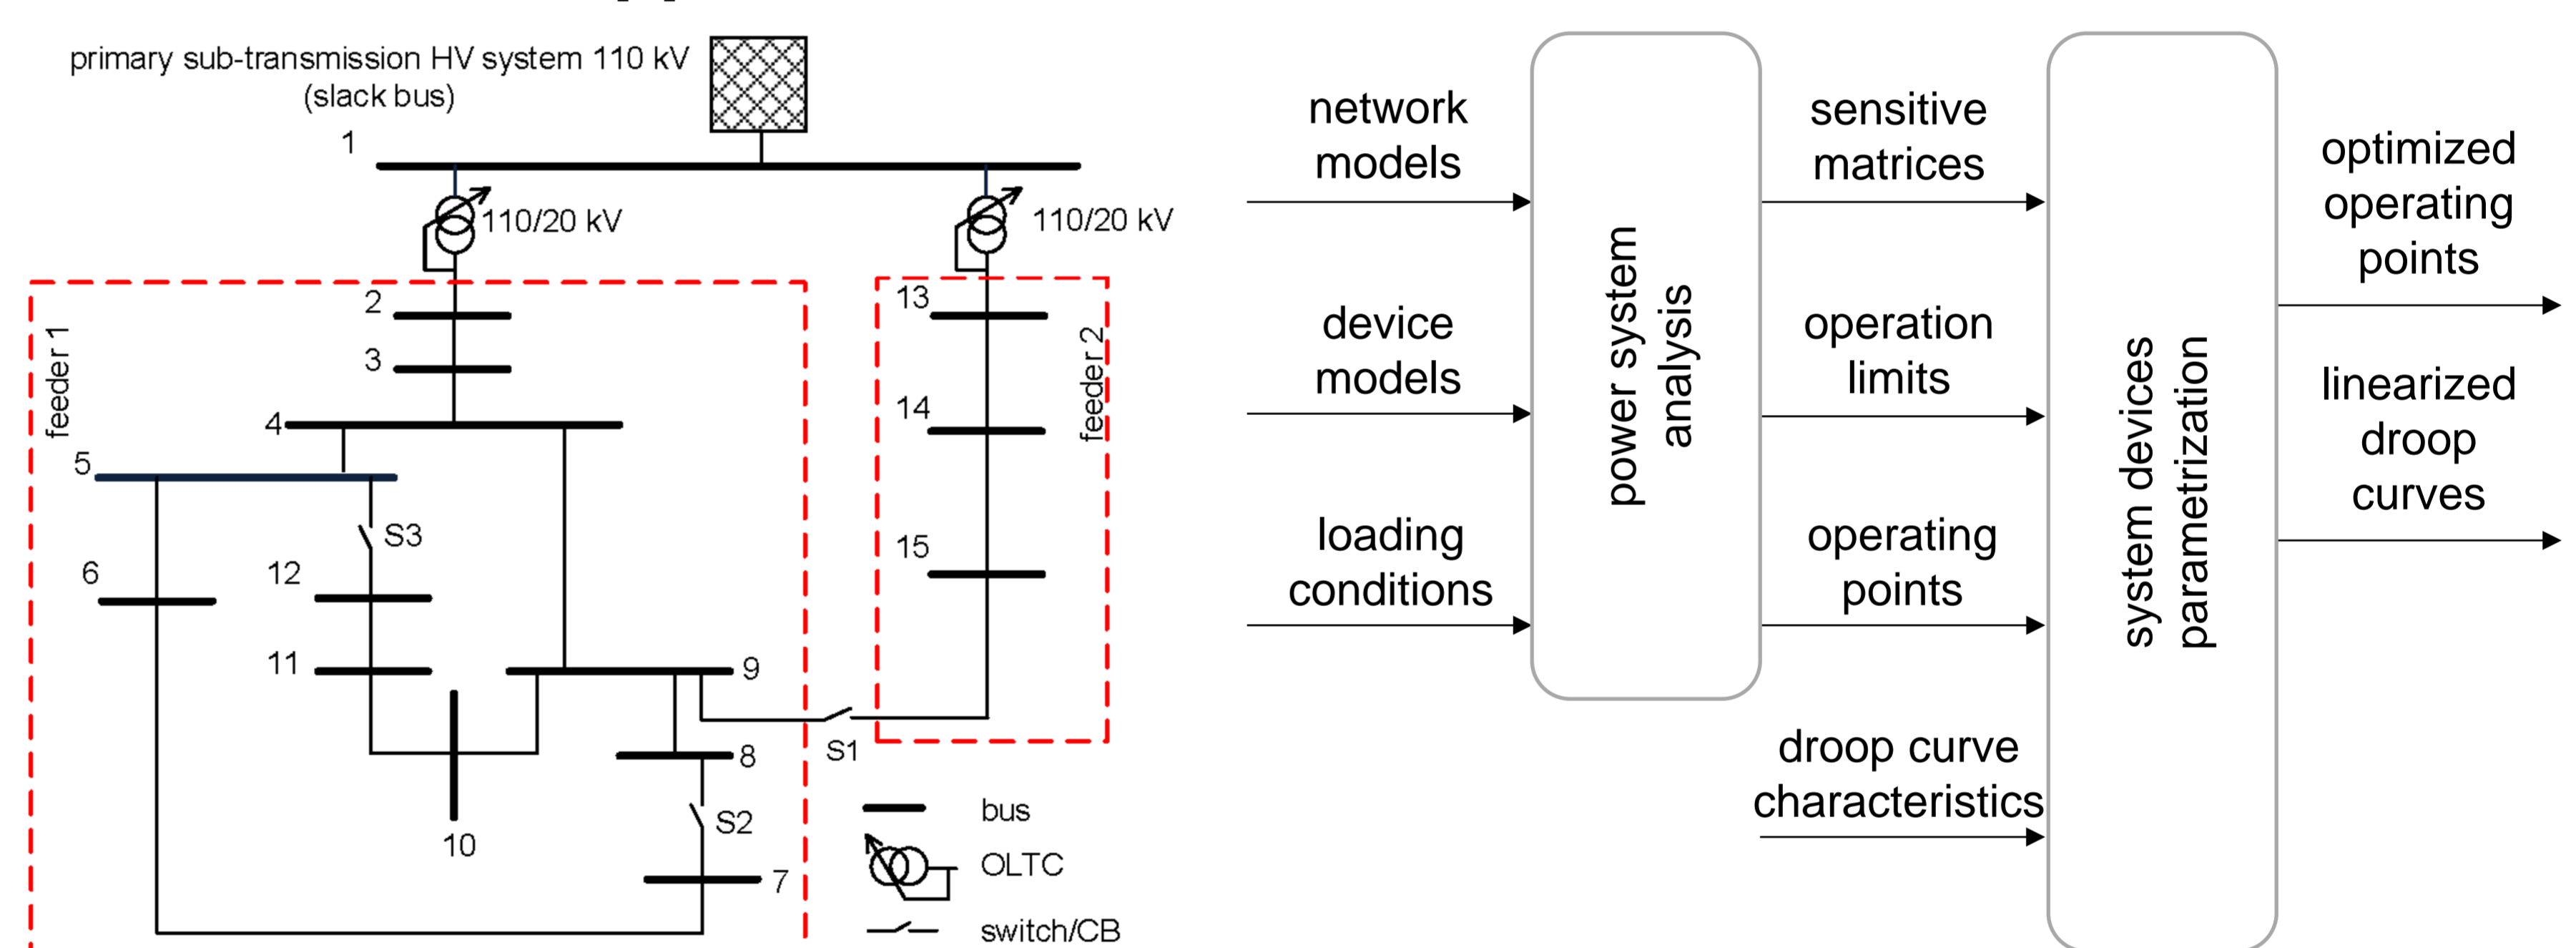 primary sub-transmission HV system 110 kV
(slack bus)
1
110/20 kV
110/20 kV
feeder 1
2
3
4
5
S3
6
12
11
9
8
10
S2
7
13
feeder 2
14
15
S1
bus
OLTC
switch/CB
network
models
device
models
loading
conditions
power system
analysis
sensitive
matrices
operation
limits
operating
points
droop curve
characteristics
system devices
parametrization
optimized
operating
points
linearized
droop
curves